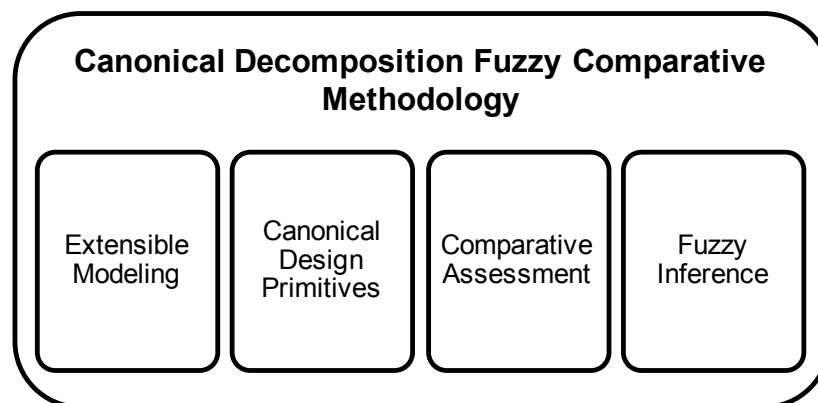 Canonical Decomposition Fuzzy Comparative
Methodology
Extensible
Modeling
Canonical
Design
Primitives
Comparative
Assessment
Fuzzy
Inference